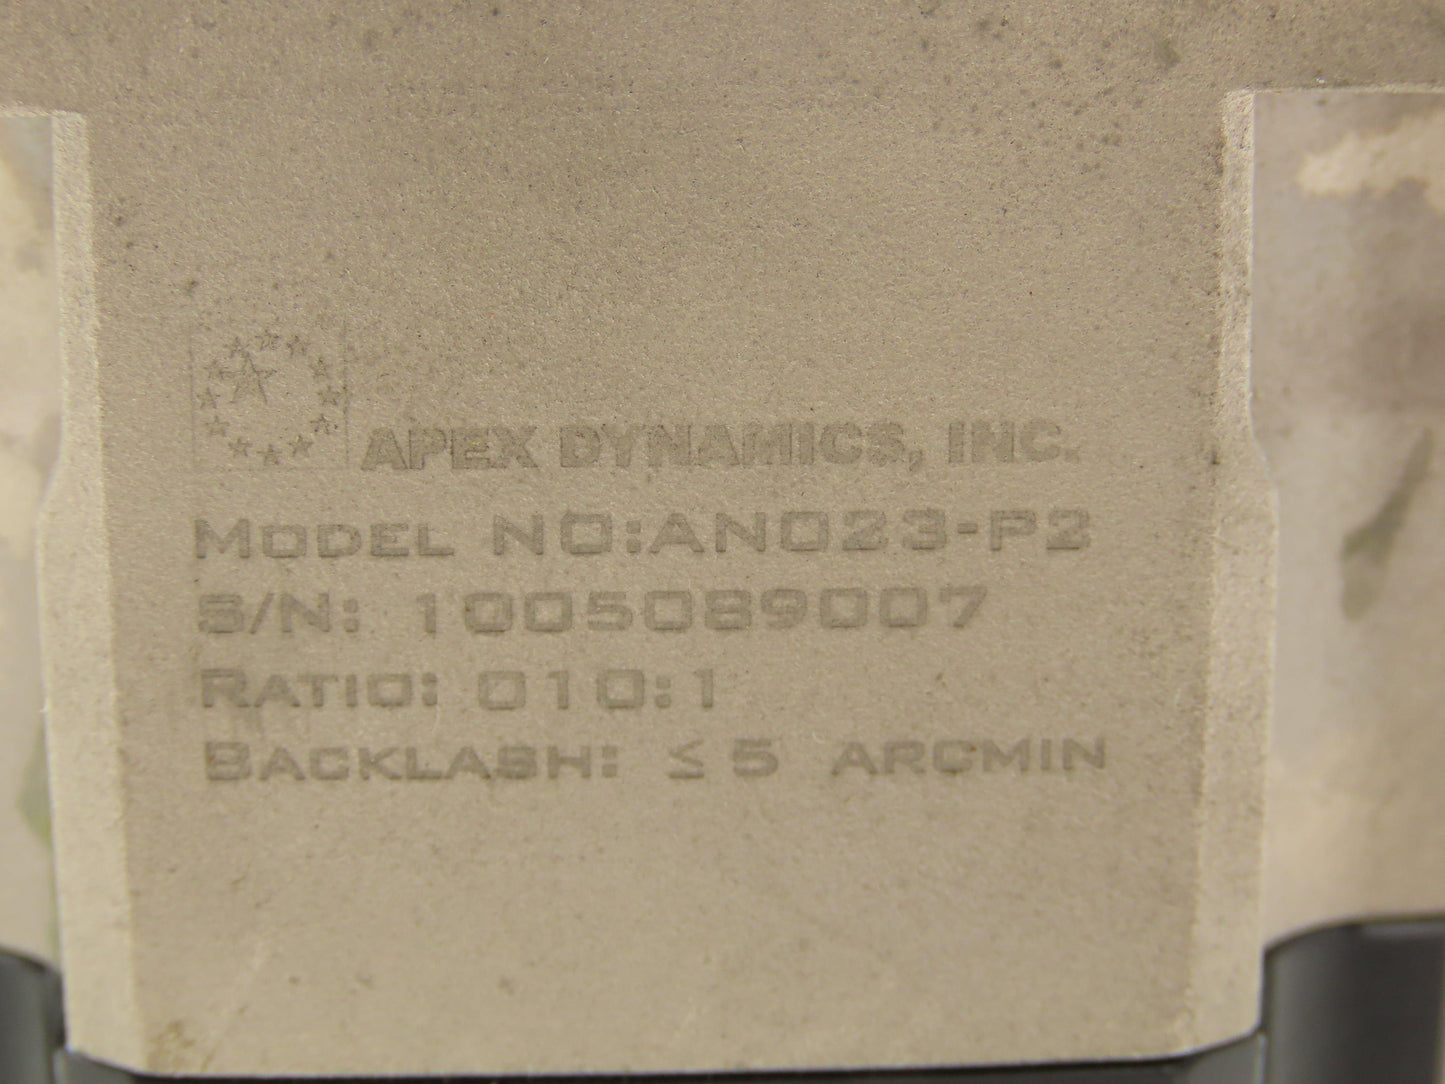 APEX DYNAMICS, INC.
MODEL NO:AN023-P2
S/N: 1005089007
RATIO: 010:1
BACKLASH: ≤ 5 ARCMIN